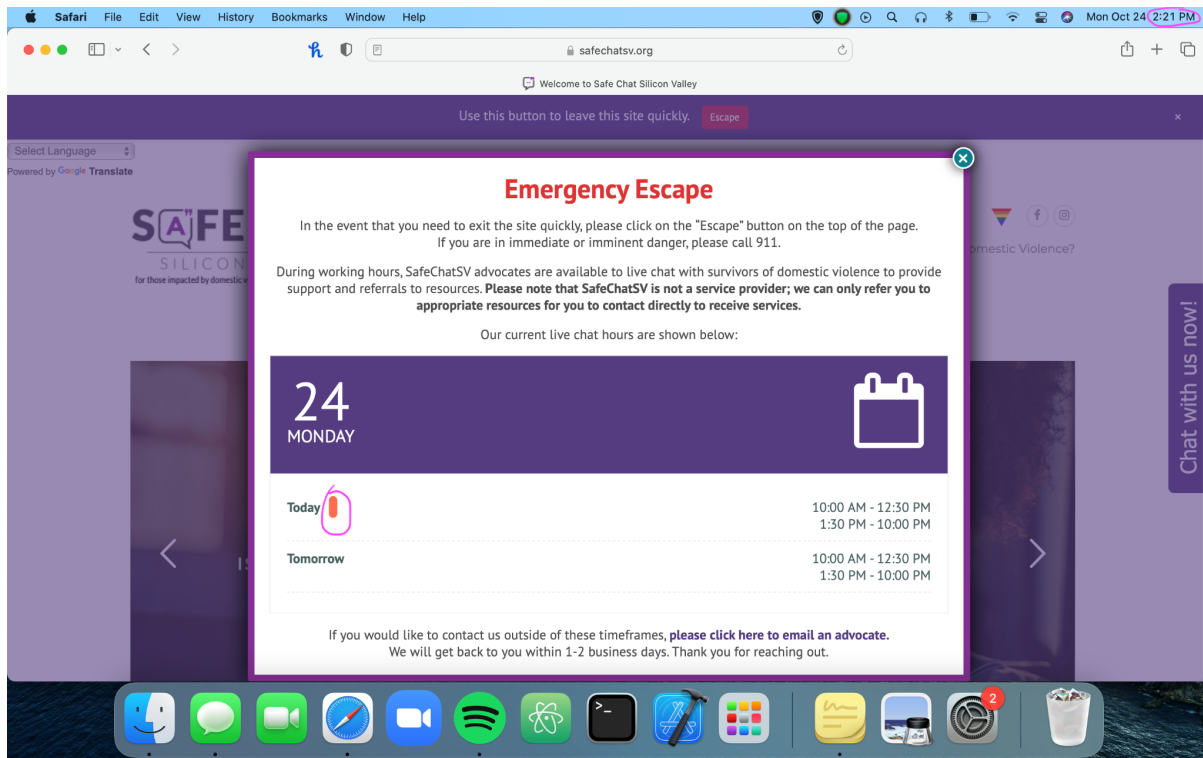 Safari File Edit View History Bookmarks Window Help Mon Oct 24 2:21 PM
safechatsv.org
Welcome to Safe Chat Silicon Valley
Use this button to leave this site quickly. Escape ×
Select Language
Powered by Google Translate
SAFE
SILICON
for those impacted by domestic
omestic Violence?
Emergency Escape
In the event that you need to exit the site quickly, please click on the “Escape” button on the top of the page.
If you are in immediate or imminent danger, please call 911.
During working hours, SafeChatSV advocates are available to live chat with survivors of domestic violence to provide
support and referrals to resources. Please note that SafeChatSV is not a service provider; we can only refer you to
appropriate resources for you to contact directly to receive services.
Our current live chat hours are shown below:
24
MONDAY
Today 10:00 AM - 12:30 PM
1:30 PM - 10:00 PM
Tomorrow 10:00 AM - 12:30 PM
1:30 PM - 10:00 PM
If you would like to contact us outside of these timeframes, please click here to email an advocate.
We will get back to you within 1-2 business days. Thank you for reaching out.
Chat with us now!
2